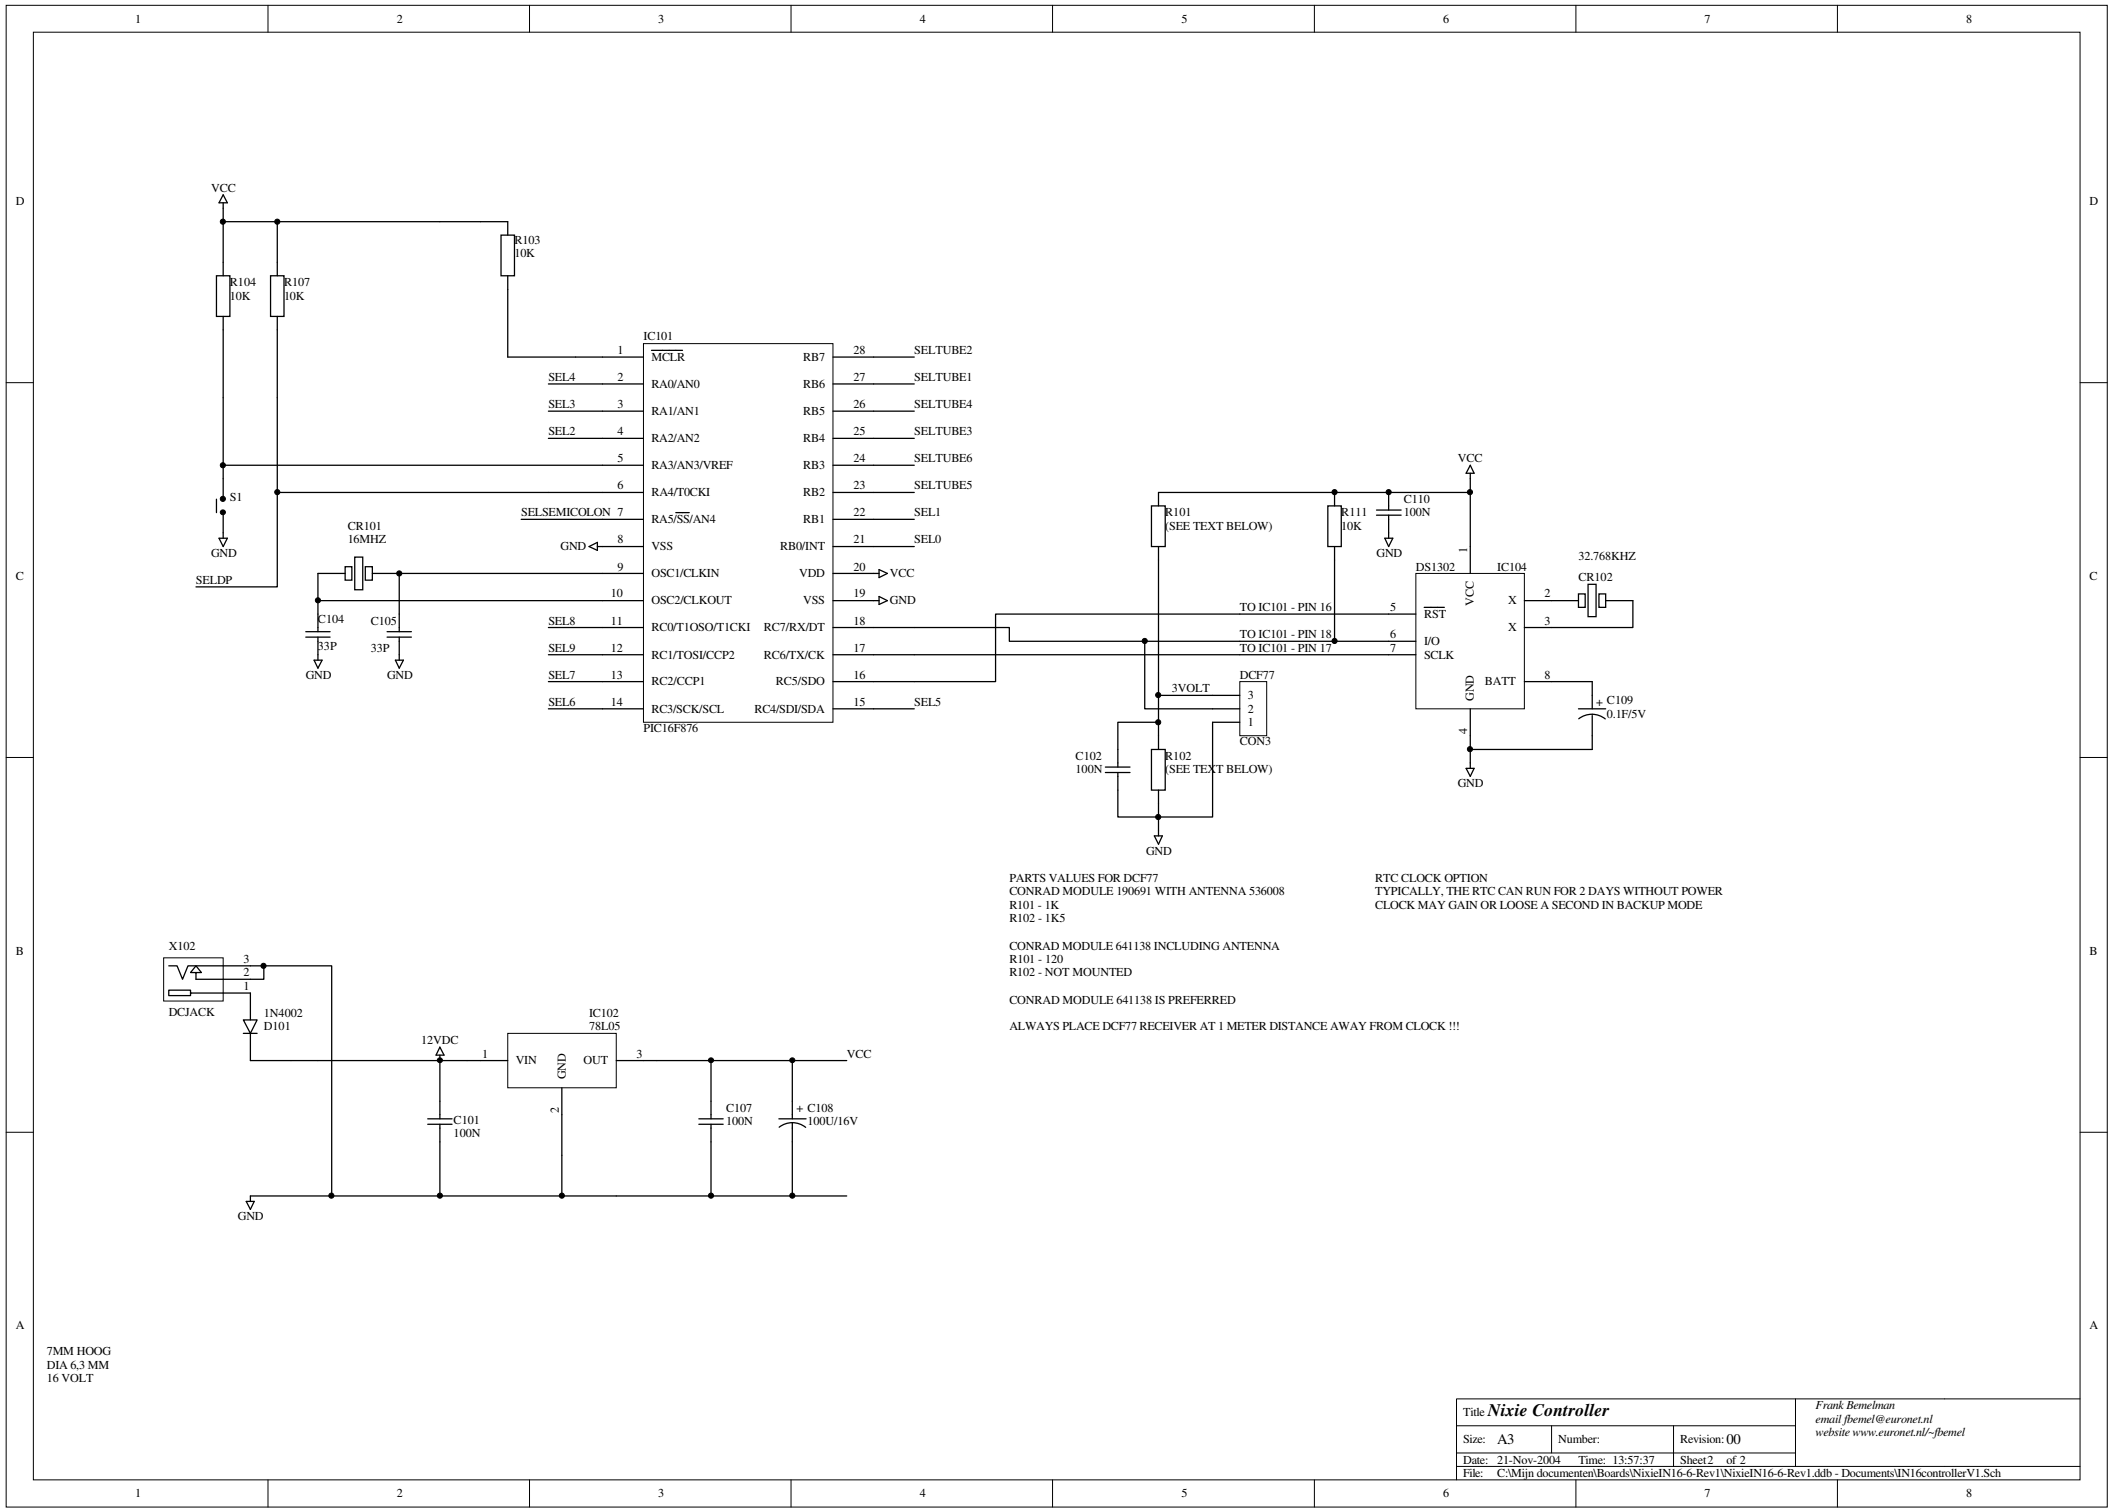 1 2 3 4 5 6 7 8
D D
VCC
R103
10K
R104
10K
R107
10K
IC101
1 MCLR RB7 28 SELTUBE2
SEL4 2 RA0/AN0 RB6 27 SELTUBE1
SEL3 3 RA1/AN1 RB5 26 SELTUBE4
SEL2 4 RA2/AN2 RB4 25 SELTUBE3
5 RA3/AN3/VREF RB3 24 SELTUBE6
6 RA4/T0CKI RB2 23 SELTUBE5
SELSEMICOLON 7 RA5/SS/AN4 RB1 22 SEL1
GND 8 VSS RB0/INT 21 SEL0
9 OSC1/CLKIN VDD 20 VCC
10 OSC2/CLKOUT VSS 19 GND
SEL8 11 RC0/T1OSO/T1CKI RC7/RX/DT 18
SEL9 12 RC1/TOSI/CCP2 RC6/TX/CK 17
SEL7 13 RC2/CCP1 RC5/SDO 16
SEL6 14 RC3/SCK/SCL RC4/SDI/SDA 15 SEL5
PIC16F876
S1
GND
CR101
16MHZ
C C
SELDP
C104
33P
GND
C105
33P
GND
VCC
R101
(SEE TEXT BELOW)
R111
10K
C110
100N
GND
1
DS1302 IC104
32.768KHZ
CR102
VCC
X 2
X 3
TO IC101 - PIN 16 5 RST
TO IC101 - PIN 18 6 I/O
TO IC101 - PIN 17 7 SCLK
GND
BATT 8
4
+ C109
0.1F/5V
GND
DCF77
3VOLT 3
2
1
CON3
C102
100N
R102
(SEE TEXT BELOW)
GND
PARTS VALUES FOR DCF77
CONRAD MODULE 190691 WITH ANTENNA 536008
R101 - 1K
R102 - 1K5
CONRAD MODULE 641138 INCLUDING ANTENNA
R101 - 120
R102 - NOT MOUNTED
CONRAD MODULE 641138 IS PREFERRED
ALWAYS PLACE DCF77 RECEIVER AT 1 METER DISTANCE AWAY FROM CLOCK !!!
RTC CLOCK OPTION
TYPICALLY, THE RTC CAN RUN FOR 2 DAYS WITHOUT POWER
CLOCK MAY GAIN OR LOOSE A SECOND IN BACKUP MODE
B B
X102
3
2
1
DCJACK
1N4002
D101
12VDC
IC102
78L05
1 VIN GND OUT 3 VCC
2
C101
100N
C107
100N
+ C108
100U/16V
GND
A A
7MM HOOG
DIA 6,3 MM
16 VOLT
Title Nixie Controller
Size: A3 Number: Revision: 00
Date: 21-Nov-2004 Time: 13:57:37 Sheet 2 of 2
File: C:\Mijn documenten\Boards\NixieIN16-6-Rev1\NixieIN16-6-Rev1.ddb - Documents\IN16controllerV1.Sch
Frank Bemelman
email fbemel@euronet.nl
website www.euronet.nl/~fbemel
1 2 3 4 5 6 7 8